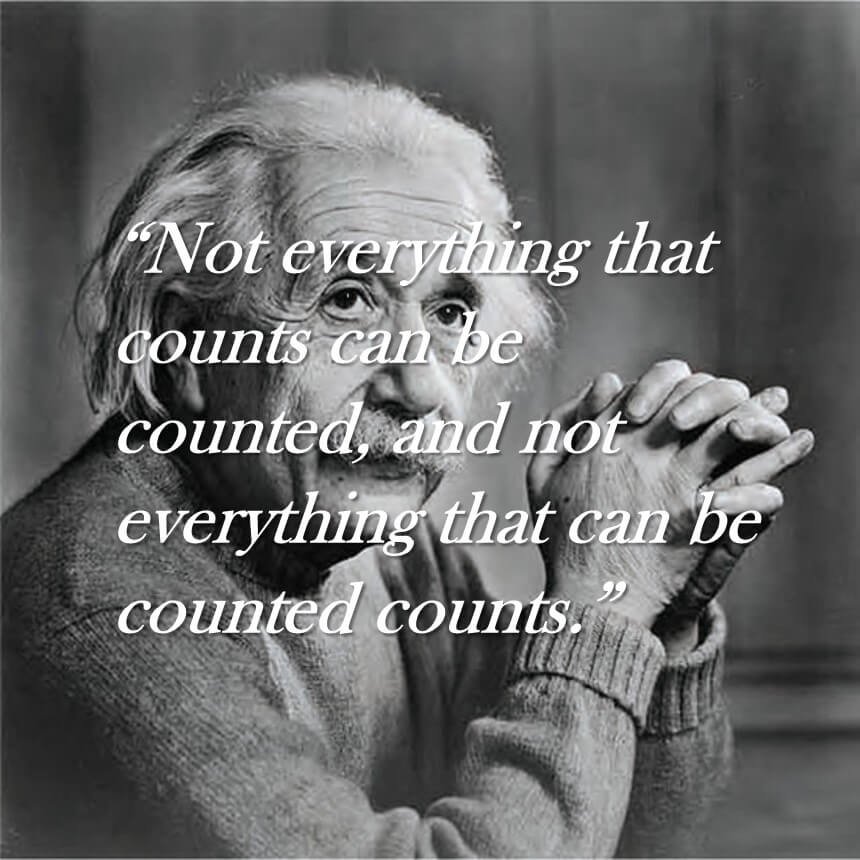 “Not everything that
counts can be
counted, and not
everything that can be
counted counts.”